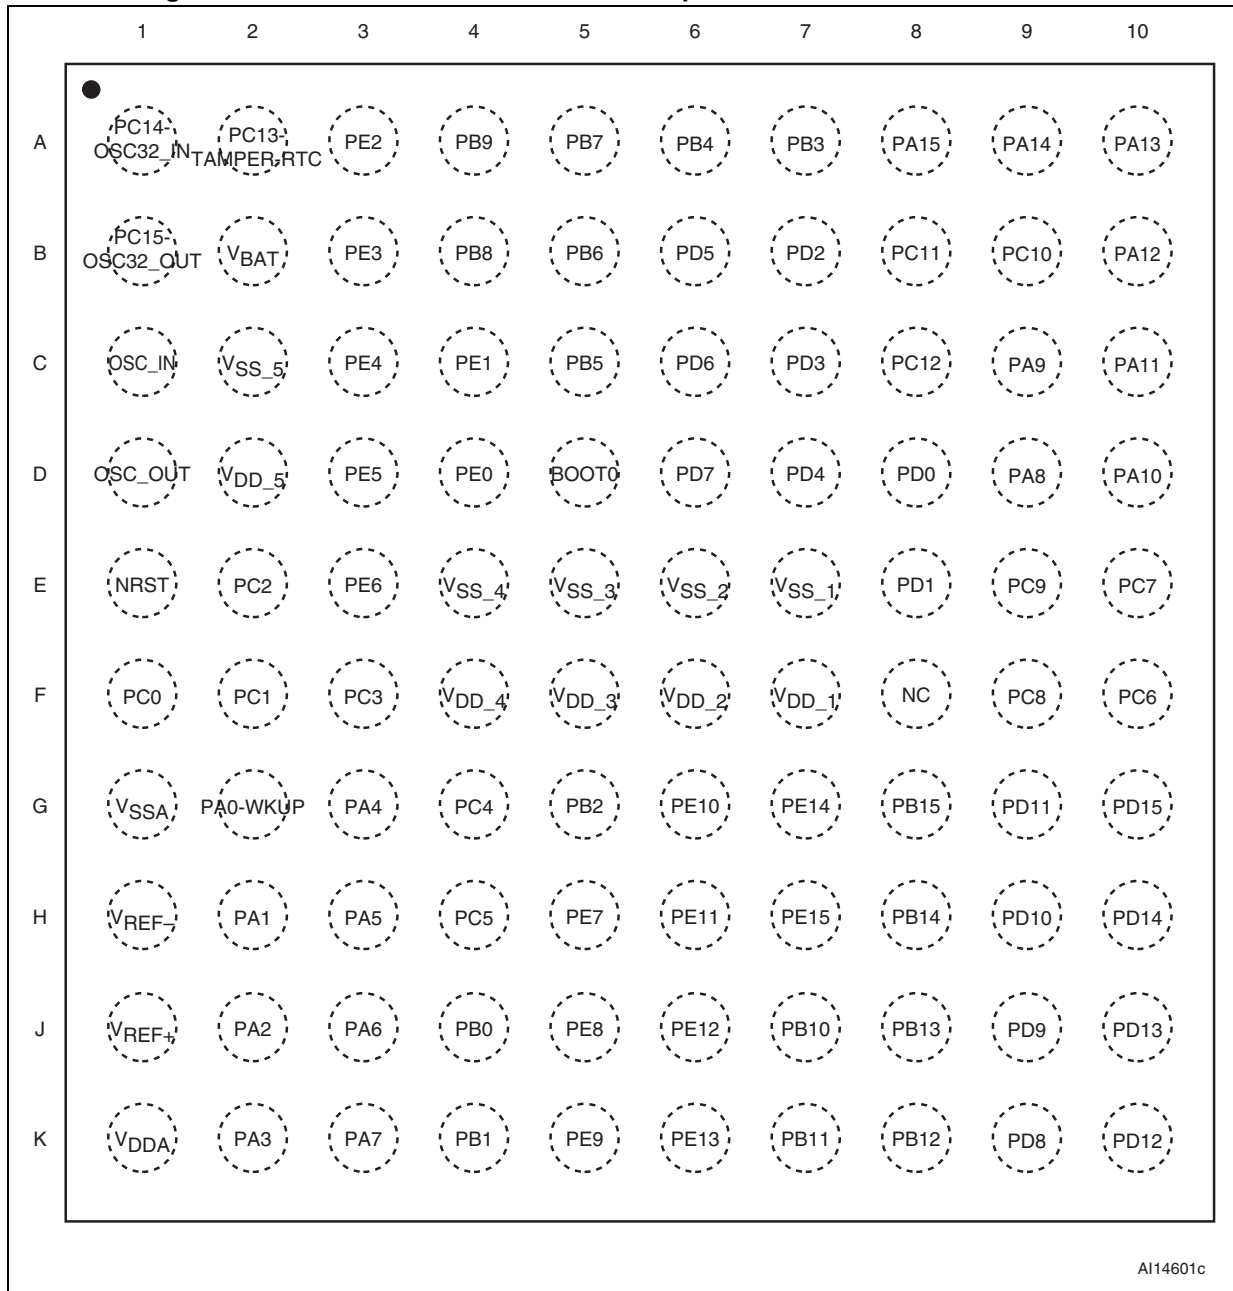 1 2 3 4 5 6 7 8 9 10
A PC14-OSC32_IN PC13-TAMPER-RTC PE2 PB9 PB7 PB4 PB3 PA15 PA14 PA13
B PC15-OSC32_OUT VBAT PE3 PB8 PB6 PD5 PD2 PC11 PC10 PA12
C OSC_IN VSS_5 PE4 PE1 PB5 PD6 PD3 PC12 PA9 PA11
D OSC_OUT VDD_5 PE5 PE0 BOOT0 PD7 PD4 PD0 PA8 PA10
E NRST PC2 PE6 VSS_4 VSS_3 VSS_2 VSS_1 PD1 PC9 PC7
F PC0 PC1 PC3 VDD_4 VDD_3 VDD_2 VDD_1 NC PC8 PC6
G VSSA PA0-WKUP PA4 PC4 PB2 PE10 PE14 PB15 PD11 PD15
H VREF– PA1 PA5 PC5 PE7 PE11 PE15 PB14 PD10 PD14
J VREF+ PA2 PA6 PB0 PE8 PE12 PB10 PB13 PD9 PD13
K VDDA PA3 PA7 PB1 PE9 PE13 PB11 PB12 PD8 PD12
AI14601c